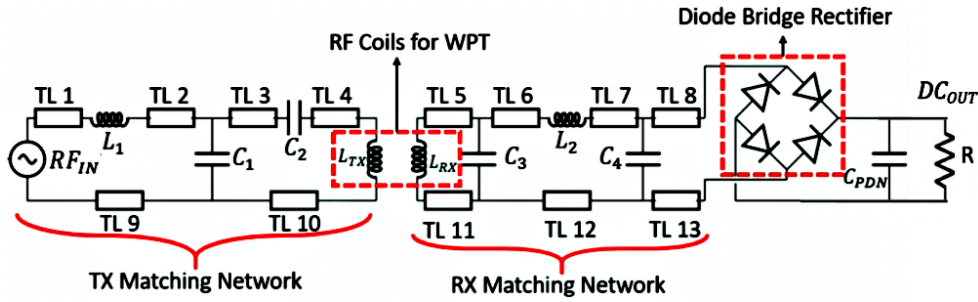 Diode Bridge Rectifier
RF Coils for WPT
TL 1
TL 2
TL 3
TL 4
TL 5
TL 6
TL 7
TL 8
DC_OUT
L_1
C_2
L_2
RF_IN
C_1
L_TX
L_RX
C_3
C_4
C_PDN
R
TL 9
TL 10
TL 11
TL 12
TL 13
TX Matching Network
RX Matching Network